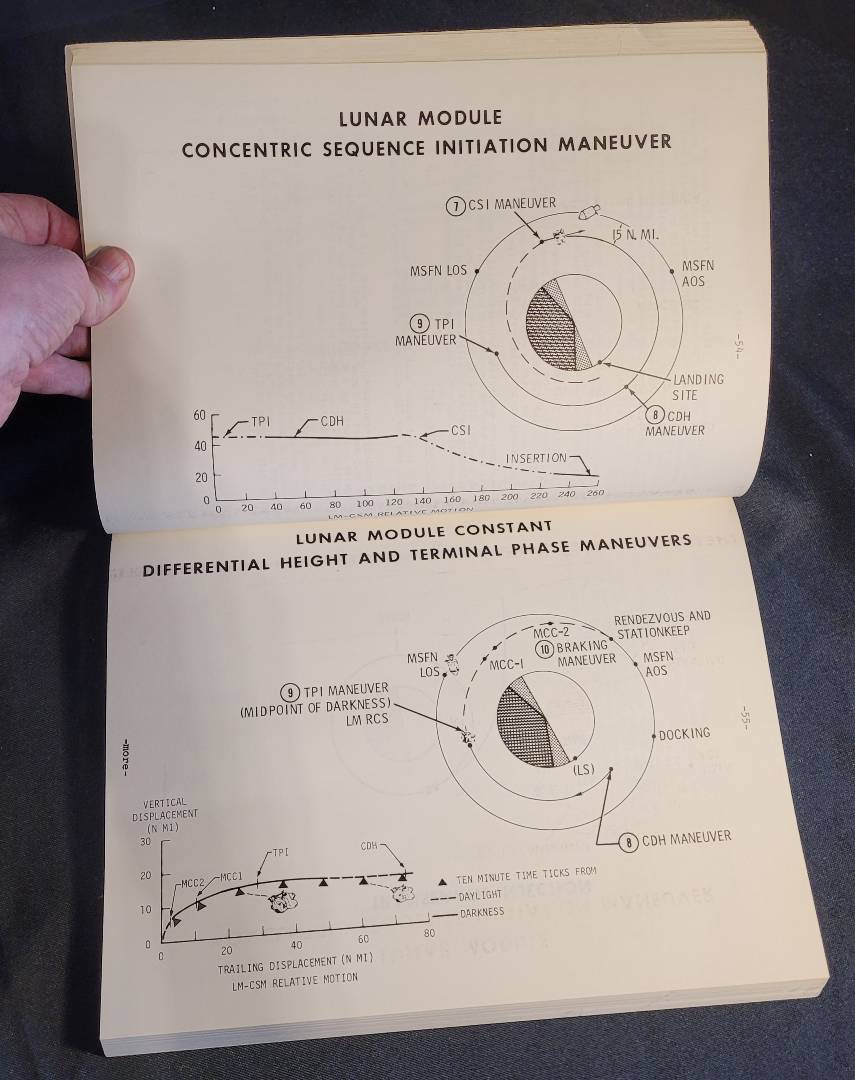 LUNAR MODULE
CONCENTRIC SEQUENCE INITIATION MANEUVER
7 CSI MANEUVER
15 N. MI.
MSFN LOS
MSFN
AOS
9 TPI
MANEUVER
LANDING
SITE
8 CDH
MANEUVER
-54-
60
40
20
0
TPI
CDH
CSI
INSERTION
0 20 40 60 80 100 120 140 160 180 200 220 240 260
LM-CSM RELATIVE MOTION
LUNAR MODULE CONSTANT
DIFFERENTIAL HEIGHT AND TERMINAL PHASE MANEUVERS
RENDEZVOUS AND
STATIONKEEP
MCC-2
10 BRAKING
MANEUVER
MCC-1
MSFN
LOS
MSFN
AOS
9 TPI MANEUVER
(MIDPOINT OF DARKNESS)
LM RCS
DOCKING
(LS)
8 CDH MANEUVER
-55-
-more-
VERTICAL
DISPLACEMENT
(N MI)
30
20
10
0
MCC2
MCC1
TPI
CDH
0 20 40 60 80
TRAILING DISPLACEMENT (N MI)
LM-CSM RELATIVE MOTION
TEN MINUTE TIME TICKS FROM
DAYLIGHT
DARKNESS